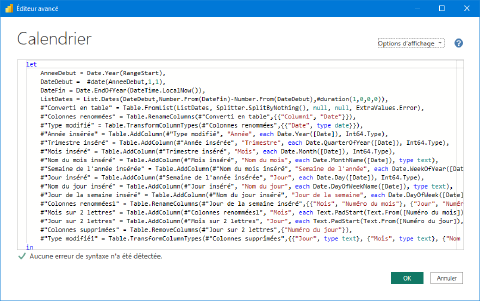 Éditeur avancé
Calendrier
Options d'affichage
let
AnneeDebut = Date.Year(RangeStart),
DateDebut = #date(AnneeDebut,1,1),
DateFin = Date.EndOfYear(DateTime.LocalNow()),
ListDates = List.Dates(DateDebut,Number.From(DateFin)-Number.From(DateDebut),#duration(1,0,0,0)),
#"Converti en table" = Table.FromList(ListDates, Splitter.SplitByNothing(), null, null, ExtraValues.Error),
#"Colonnes renommées" = Table.RenameColumns(#"Converti en table",{{"Column1", "Date"}}),
#"Type modifié" = Table.TransformColumnTypes(#"Colonnes renommées",{{"Date", type date}}),
#"Année insérée" = Table.AddColumn(#"Type modifié", "Année", each Date.Year([Date]), Int64.Type),
#"Trimestre inséré" = Table.AddColumn(#"Année insérée", "Trimestre", each Date.QuarterOfYear([Date]), Int64.Type),
#"Mois inséré" = Table.AddColumn(#"Trimestre inséré", "Mois", each Date.Month([Date]), Int64.Type),
#"Nom du mois inséré" = Table.AddColumn(#"Mois inséré", "Nom du mois", each Date.MonthName([Date]), type text),
#"Semaine de l'année insérée" = Table.AddColumn(#"Nom du mois inséré", "Semaine de l'année", each Date.WeekOfYear([Dat
#"Jour inséré" = Table.AddColumn(#"Semaine de l'année insérée", "Jour", each Date.Day([Date]), Int64.Type),
#"Nom du jour inséré" = Table.AddColumn(#"Jour inséré", "Nom du jour", each Date.DayOfWeekName([Date]), type text),
#"Jour de la semaine inséré" = Table.AddColumn(#"Nom du jour inséré", "Jour de la semaine", each Date.DayOfWeek([Date]
#"Colonnes renommées1" = Table.RenameColumns(#"Jour de la semaine inséré",{{"Mois", "Numéro du mois"}, {"Jour", "Numér
#"Mois sur 2 lettres" = Table.AddColumn(#"Colonnes renommées1", "Mois", each Text.PadStart(Text.From([Numéro du mois])
#"Jour sur 2 lettres" = Table.AddColumn(#"Mois sur 2 lettres", "Jour", each Text.PadStart(Text.From([Numéro du jour]),
#"Colonnes supprimées" = Table.RemoveColumns(#"Jour sur 2 lettres",{"Numéro du jour"}),
#"Type modifié1" = Table.TransformColumnTypes(#"Colonnes supprimées",{{"Jour", type text}, {"Mois", type text}, {"Nom
in
Aucune erreur de syntaxe n'a été détectée.
OK
Annuler